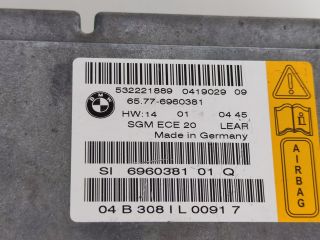 532221889 0419029 09
65.77-6960381
BMW
HW:14 01 04 45
SGM ECE 20 LEAR
Made in Germany
SI 6960381 01 Q
04 B 308 I L 0091 7
AIRBAG